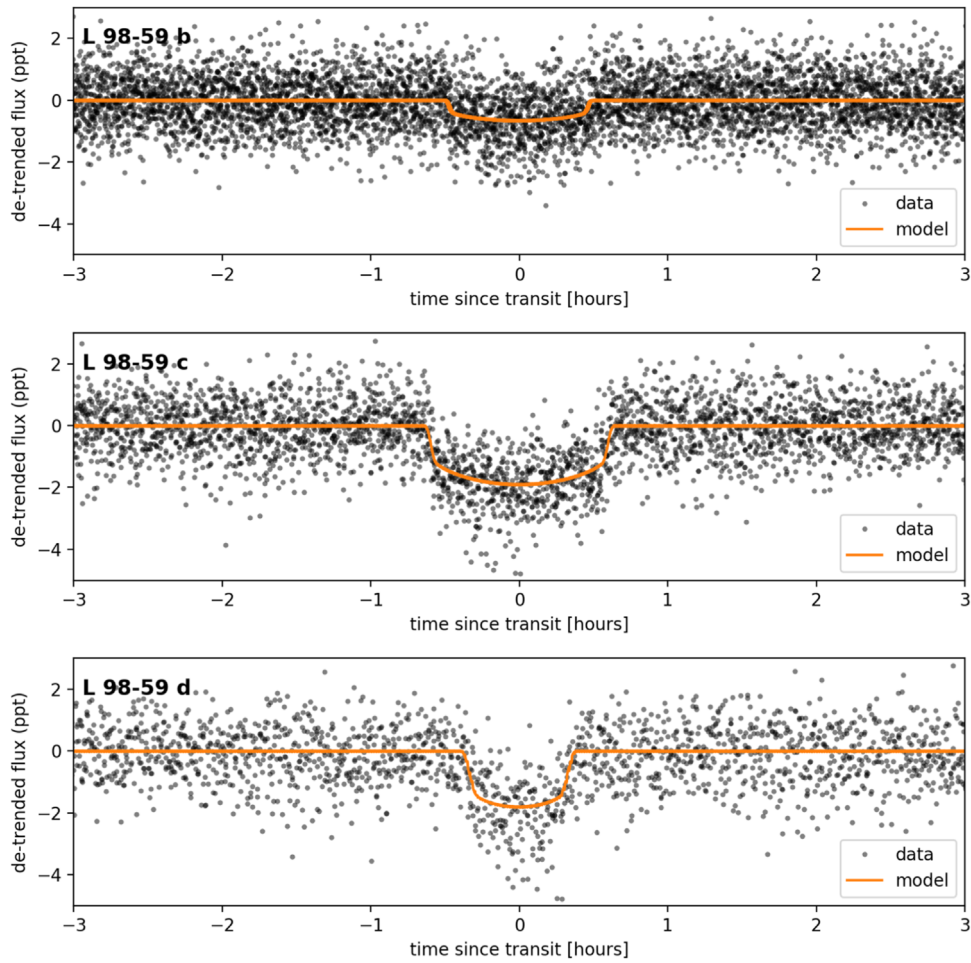 L 98-59 b
de-trended flux (ppt)
2
0
−2
−4
data
model
−3 −2 −1 0 1 2 3
time since transit [hours]
L 98-59 c
de-trended flux (ppt)
2
0
−2
−4
data
model
−3 −2 −1 0 1 2 3
time since transit [hours]
L 98-59 d
de-trended flux (ppt)
2
0
−2
−4
data
model
−3 −2 −1 0 1 2 3
time since transit [hours]